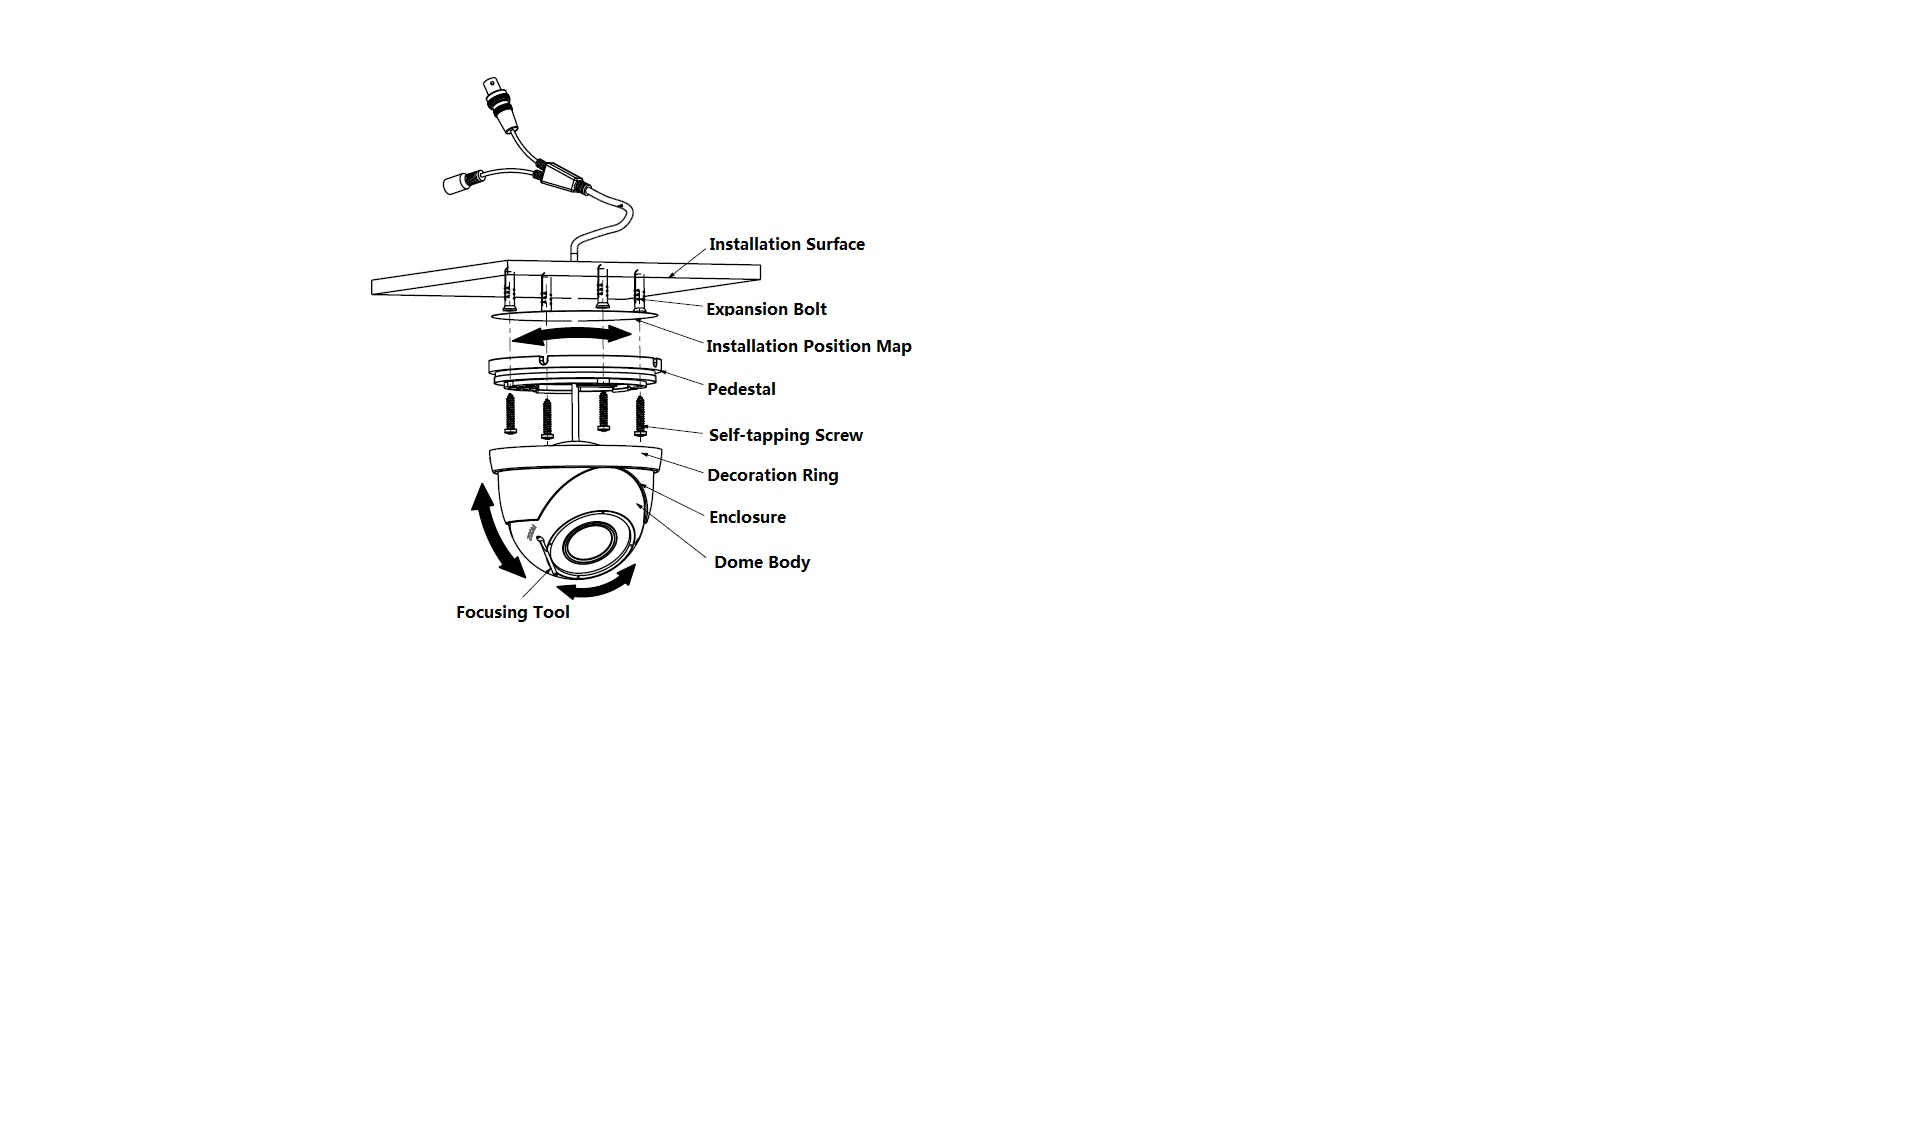 Installation Surface
Expansion Bolt
Installation Position Map
Pedestal
Self-tapping Screw
Decoration Ring
Enclosure
Dome Body
Focusing Tool